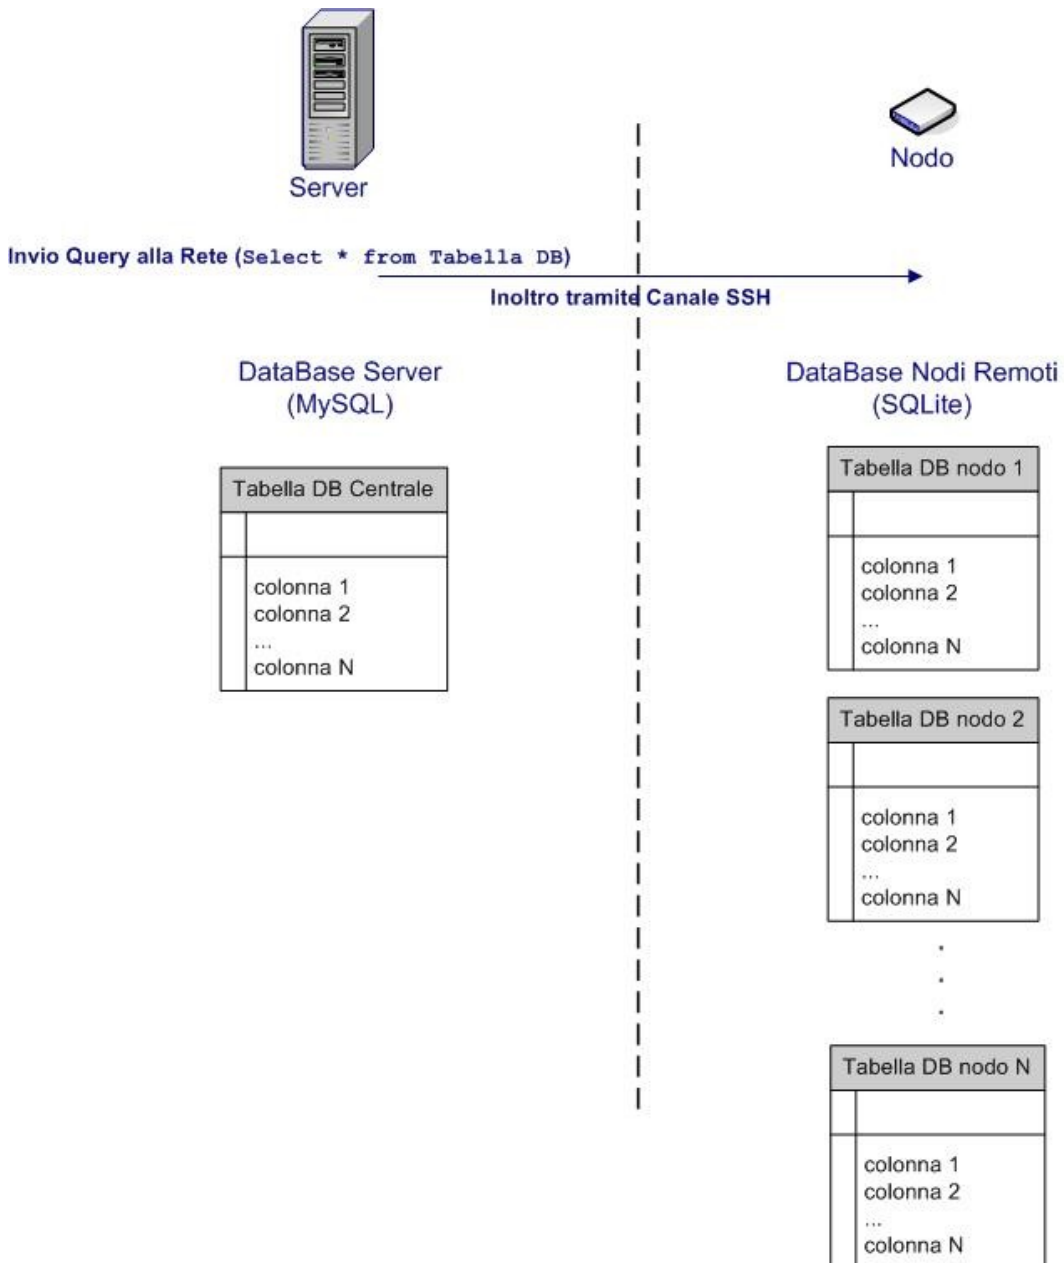 Server
Nodo
Invio Query alla Rete (Select * from Tabella DB)
Inoltro tramite Canale SSH
DataBase Server
(MySQL)
DataBase Nodi Remoti
(SQLite)
Tabella DB Centrale
colonna 1
colonna 2
...
colonna N
Tabella DB nodo 1
colonna 1
colonna 2
...
colonna N
Tabella DB nodo 2
colonna 1
colonna 2
...
colonna N
.
.
.
Tabella DB nodo N
colonna 1
colonna 2
...
colonna N